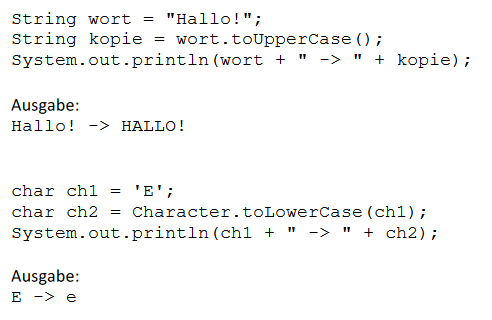 String wort = "Hallo!";
String kopie = wort.toUpperCase();
System.out.println(wort + " -> " + kopie);
Ausgabe:
Hallo! -> HALLO!
char ch1 = 'E';
char ch2 = Character.toLowerCase(ch1);
System.out.println(ch1 + " -> " + ch2);
Ausgabe:
E -> e